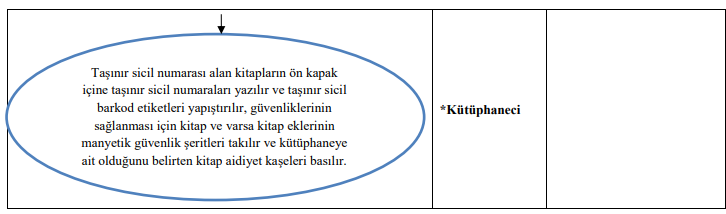 Taşınır sicil numarası alan kitapların ön kapak
içine taşınır sicil numaraları yazılır ve taşınır sicil
barkod etiketleri yapıştırılır, güvenliklerinin
sağlanması için kitap ve varsa kitap eklerinin
manyetik güvenlik şeritleri takılır ve kütüphaneye
ait olduğunu belirten kitap aidiyet kaşeleri basılır.
*Kütüphaneci